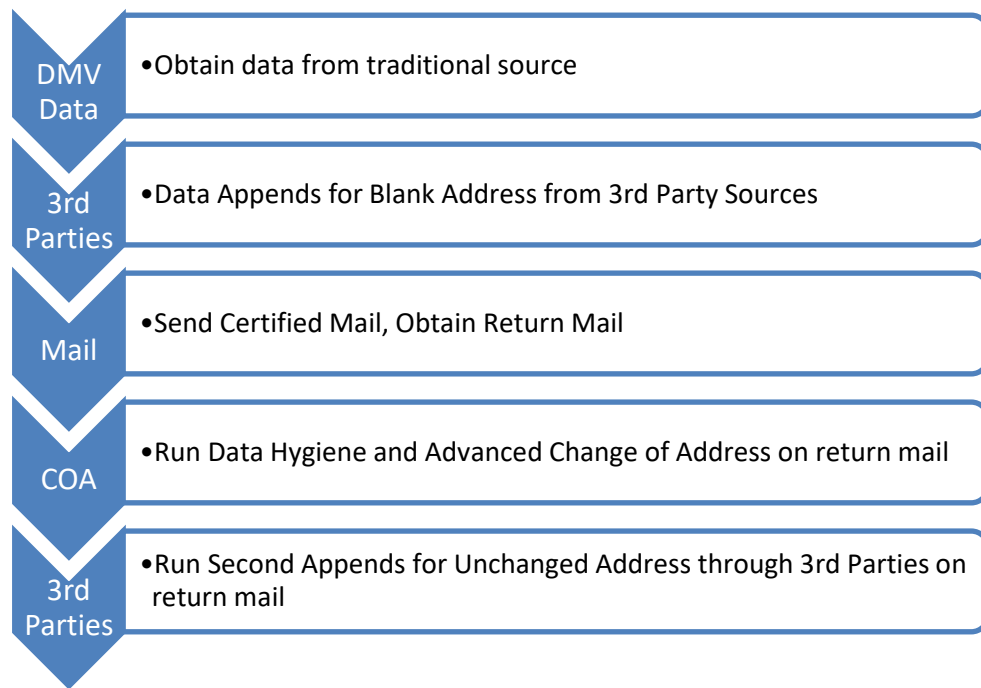 DMV
Data
•Obtain data from traditional source
3rd
Parties
•Data Appends for Blank Address from 3rd Party Sources
Mail
•Send Certified Mail, Obtain Return Mail
COA
•Run Data Hygiene and Advanced Change of Address on return mail
3rd
Parties
•Run Second Appends for Unchanged Address through 3rd Parties on
return mail